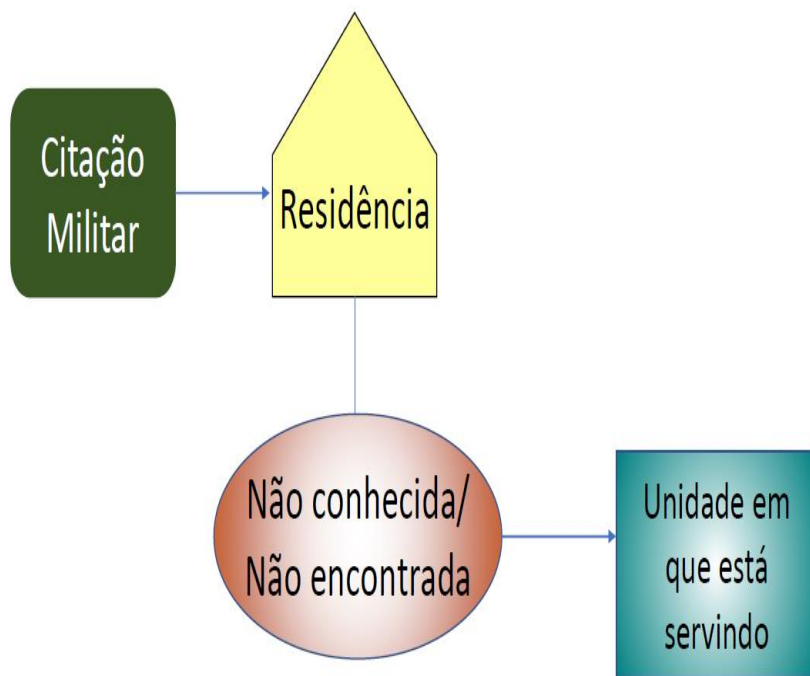 Citação
Militar
Residência
Não conhecida/
Não encontrada
Unidade em
que está
servindo